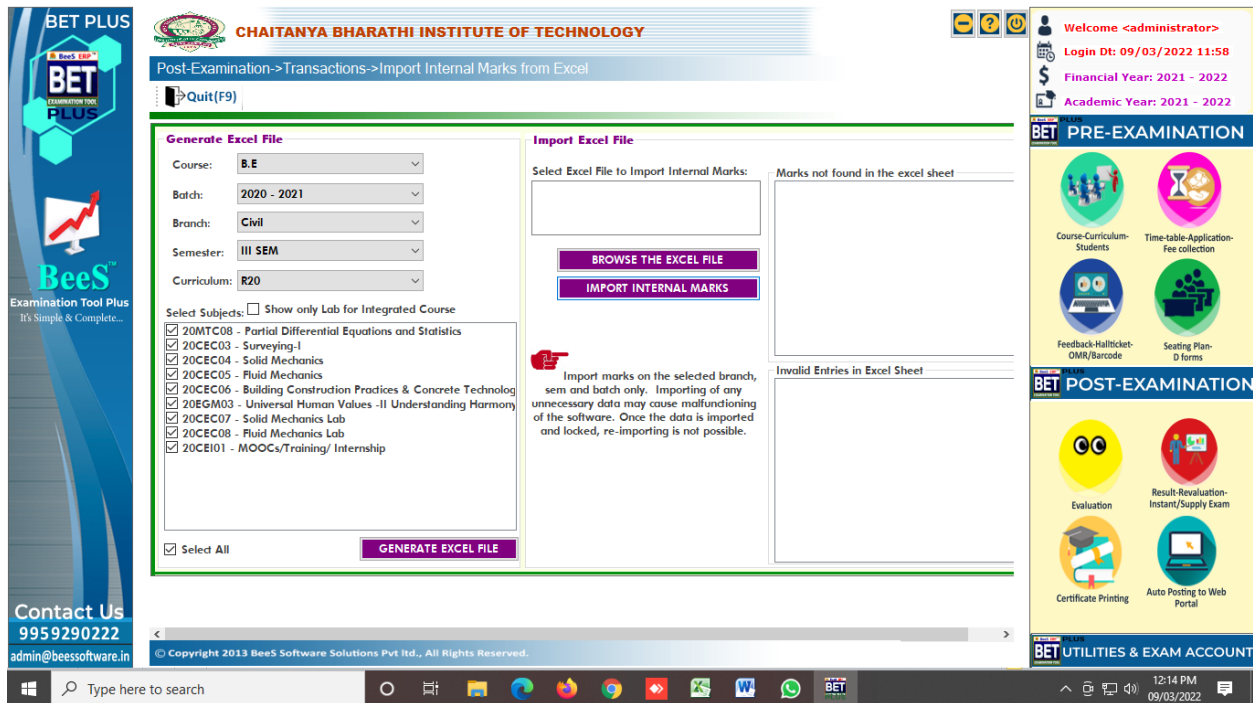 BET PLUS
BeeS ERP
BET
EXAMINATION TOOL
PLUS
BeeS™
Examination Tool Plus
It's Simple & Complete...
Contact Us
9959290222
admin@beessoftware.in
CHAITANYA BHARATHI INSTITUTE OF TECHNOLOGY
Post-Examination->Transactions->Import Internal Marks from Excel
Quit(F9)
Generate Excel File
Course: B.E
Batch: 2020 - 2021
Branch: Civil
Semester: III SEM
Curriculum: R20
Select Subjects: Show only Lab for Integrated Course
20MTC08 - Partial Differential Equations and Statistics
20CEC03 - Surveying-I
20CEC04 - Solid Mechanics
20CEC05 - Fluid Mechanics
20CEC06 - Building Construction Practices & Concrete Technolog
20EGM03 - Universal Human Values -II Understanding Harmony
20CEC07 - Solid Mechanics Lab
20CEC08 - Fluid Mechanics Lab
20CEI01 - MOOCs/Training/ Internship
Select All
GENERATE EXCEL FILE
Import Excel File
Select Excel File to Import Internal Marks:
BROWSE THE EXCEL FILE
IMPORT INTERNAL MARKS
Import marks on the selected branch,
sem and batch only. Importing of any
unnecessary data may cause malfunctioning
of the software. Once the data is imported
and locked, re-importing is not possible.
Marks not found in the excel sheet
Invalid Entries in Excel Sheet
© Copyright 2013 BeeS Software Solutions Pvt ltd., All Rights Reserved.
Welcome <administrator>
Login Dt: 09/03/2022 11:58
Financial Year: 2021 - 2022
Academic Year: 2021 - 2022
PLUS
BET PRE-EXAMINATION
Course-Curriculum-
Students
Time-table-Application-
Fee collection
Feedback-Hallticket-
OMR/Barcode
Seating Plan-
D forms
PLUS
BET POST-EXAMINATION
Evaluation
Result-Revaluation-
Instant/Supply Exam
Certificate Printing
Auto Posting to Web
Portal
PLUS
BET UTILITIES & EXAM ACCOUNT
Type here to search
BET
12:14 PM
09/03/2022